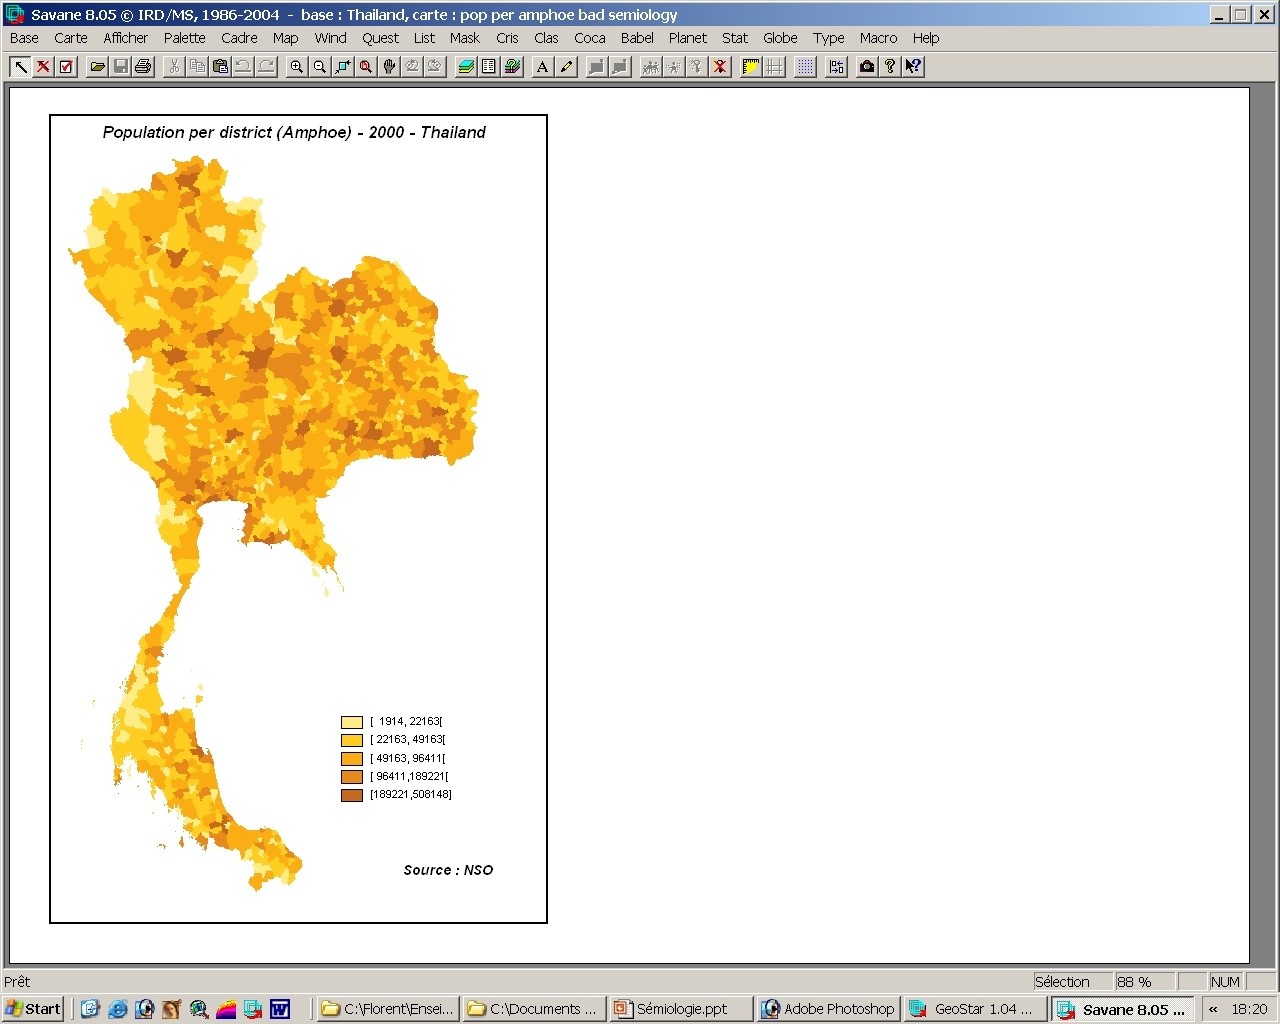 Savane 8.05 © IRD/MS, 1986-2004 - base : Thailand, carte : pop per amphoe bad semiology
Base Carte Afficher Palette Cadre Map Wind Quest List Mask Cris Clas Coca Babel Planet Stat Globe Type Macro Help
Population per district (Amphoe) - 2000 - Thailand
[ 1914, 22163[
[ 22163, 49163[
[ 49163, 96411[
[ 96411,189221[
[189221,508148]
Source : NSO
Prêt Sélection 88 % NUM
Start C:\Florent\Ensei... C:\Documents ... Sémiologie.ppt Adobe Photoshop GeoStar 1.04 ... Savane 8.05 ... « 18:20